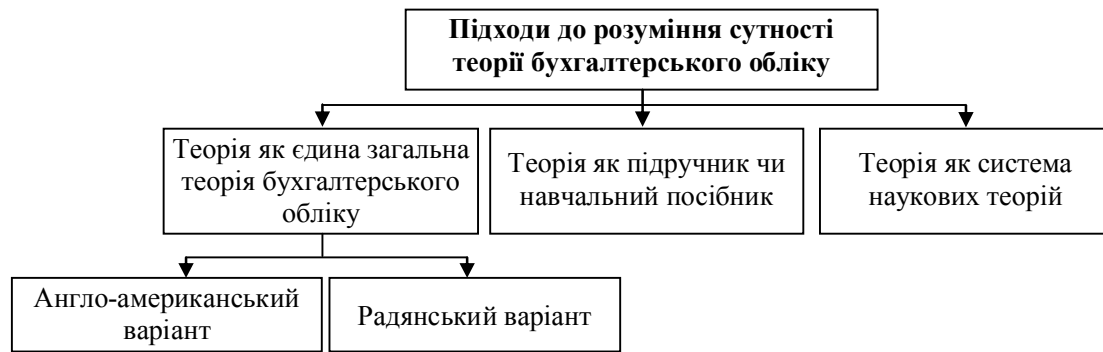 Підходи до розуміння сутності
теорії бухгалтерського обліку
Теорія як єдина загальна
теорія бухгалтерського
обліку
Теорія як підручник чи
навчальний посібник
Теорія як система
наукових теорій
Англо-американський
варіант
Радянський варіант